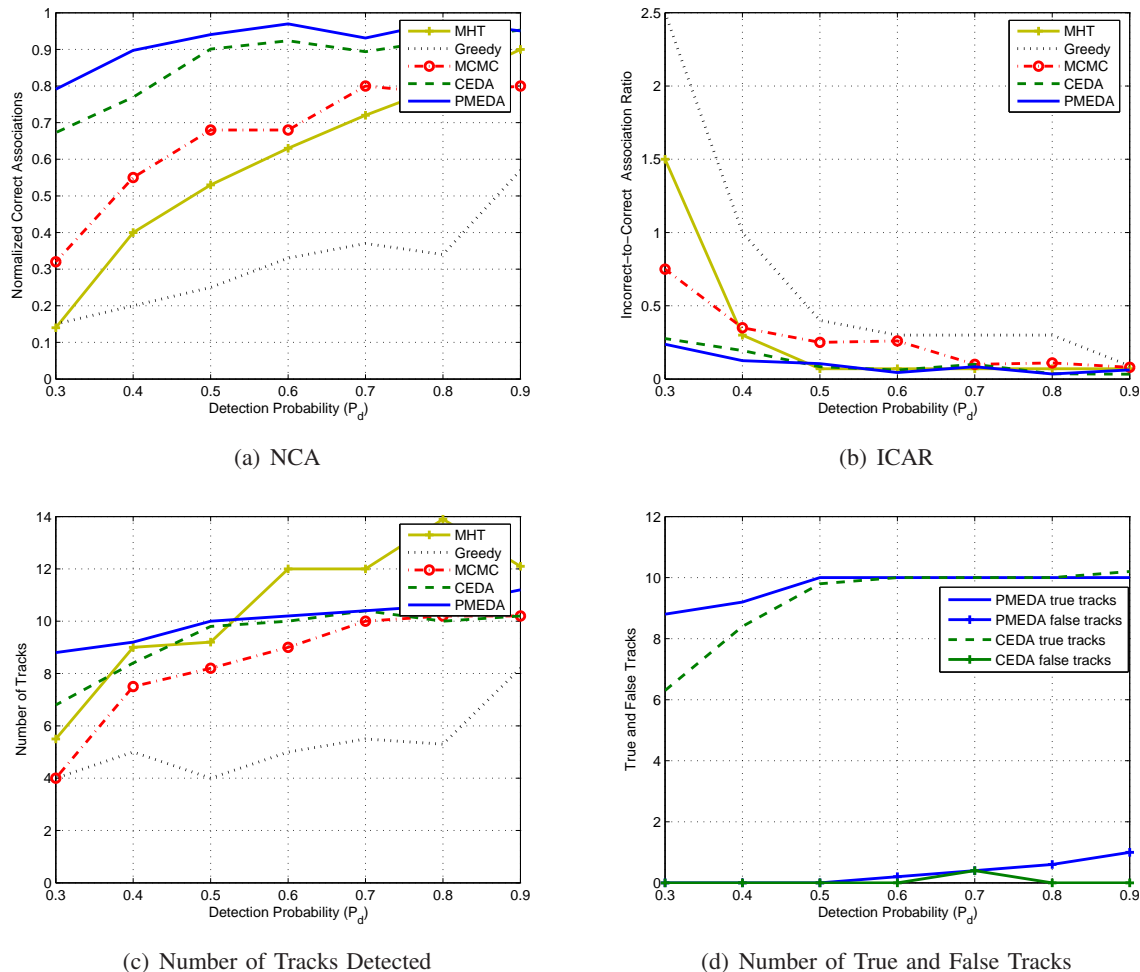 1
0.9
0.8
0.7
0.6
0.5
0.4
0.3
0.2
0.1
0
Normalized Correct Associations
MHT
Greedy
MCMC
CEDA
PMEDA
0.3 0.4 0.5 0.6 0.7 0.8 0.9
Detection Probability (P_d)
(a) NCA
2.5
2
1.5
1
0.5
0
Incorrect-to-Correct Association Ratio
MHT
Greedy
MCMC
CEDA
PMEDA
0.3 0.4 0.5 0.6 0.7 0.8 0.9
Detection Probability (P_d)
(b) ICAR
14
12
10
8
6
4
2
0
Number of Tracks
MHT
Greedy
MCMC
CEDA
PMEDA
0.3 0.4 0.5 0.6 0.7 0.8 0.9
Detection Probability (P_d)
(c) Number of Tracks Detected
12
10
8
6
4
2
0
True and False Tracks
PMEDA true tracks
PMEDA false tracks
CEDA true tracks
CEDA false tracks
0.3 0.4 0.5 0.6 0.7 0.8 0.9
Detection Probability (P_d)
(d) Number of True and False Tracks